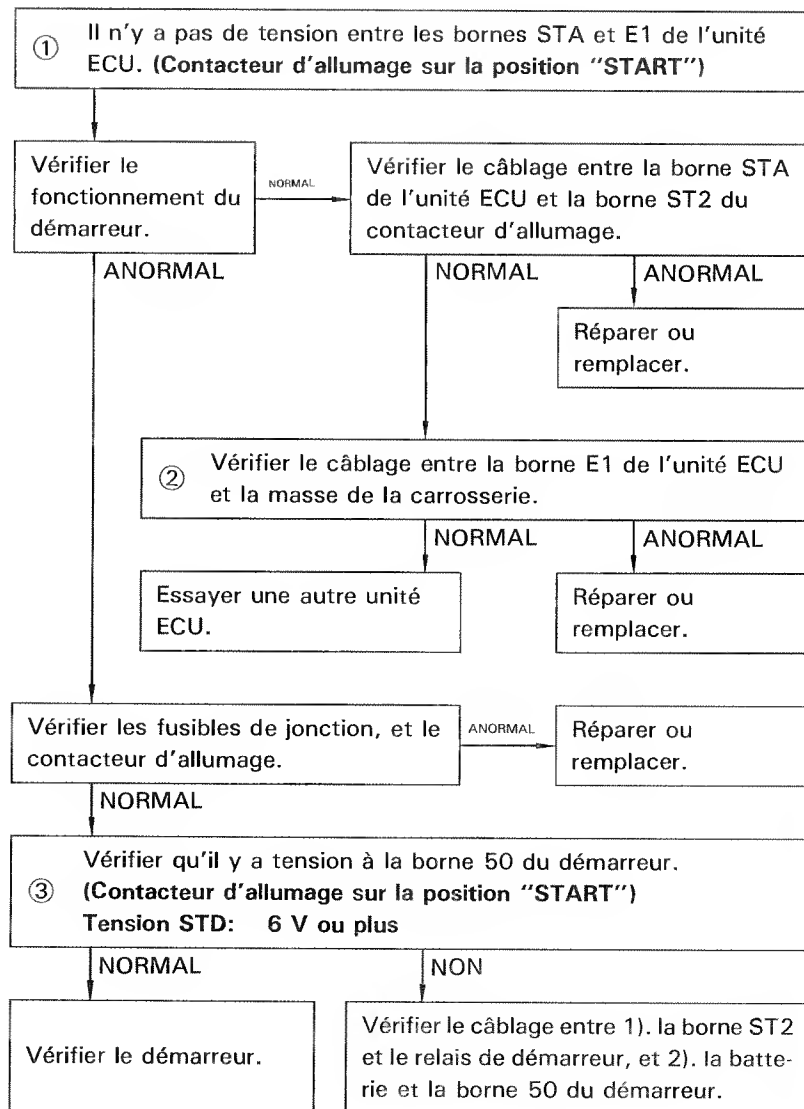 ① Il n'y a pas de tension entre les bornes STA et E1 de l'unité
ECU. (Contacteur d'allumage sur la position "START")
Vérifier le
fonctionnement du
démarreur.
NORMAL
Vérifier le câblage entre la borne STA
de l'unité ECU et la borne ST2 du
contacteur d'allumage.
ANORMAL
NORMAL
ANORMAL
Réparer ou
remplacer.
② Vérifier le câblage entre la borne E1 de l'unité ECU
et la masse de la carrosserie.
NORMAL
ANORMAL
Essayer une autre unité
ECU.
Réparer ou
remplacer.
Vérifier les fusibles de jonction, et le
contacteur d'allumage.
ANORMAL
Réparer ou
remplacer.
NORMAL
③ Vérifier qu'il y a tension à la borne 50 du démarreur.
(Contacteur d'allumage sur la position "START")
Tension STD: 6 V ou plus
NORMAL
NON
Vérifier le démarreur.
Vérifier le câblage entre 1). la borne ST2
et le relais de démarreur, et 2). la batte-
rie et la borne 50 du démarreur.